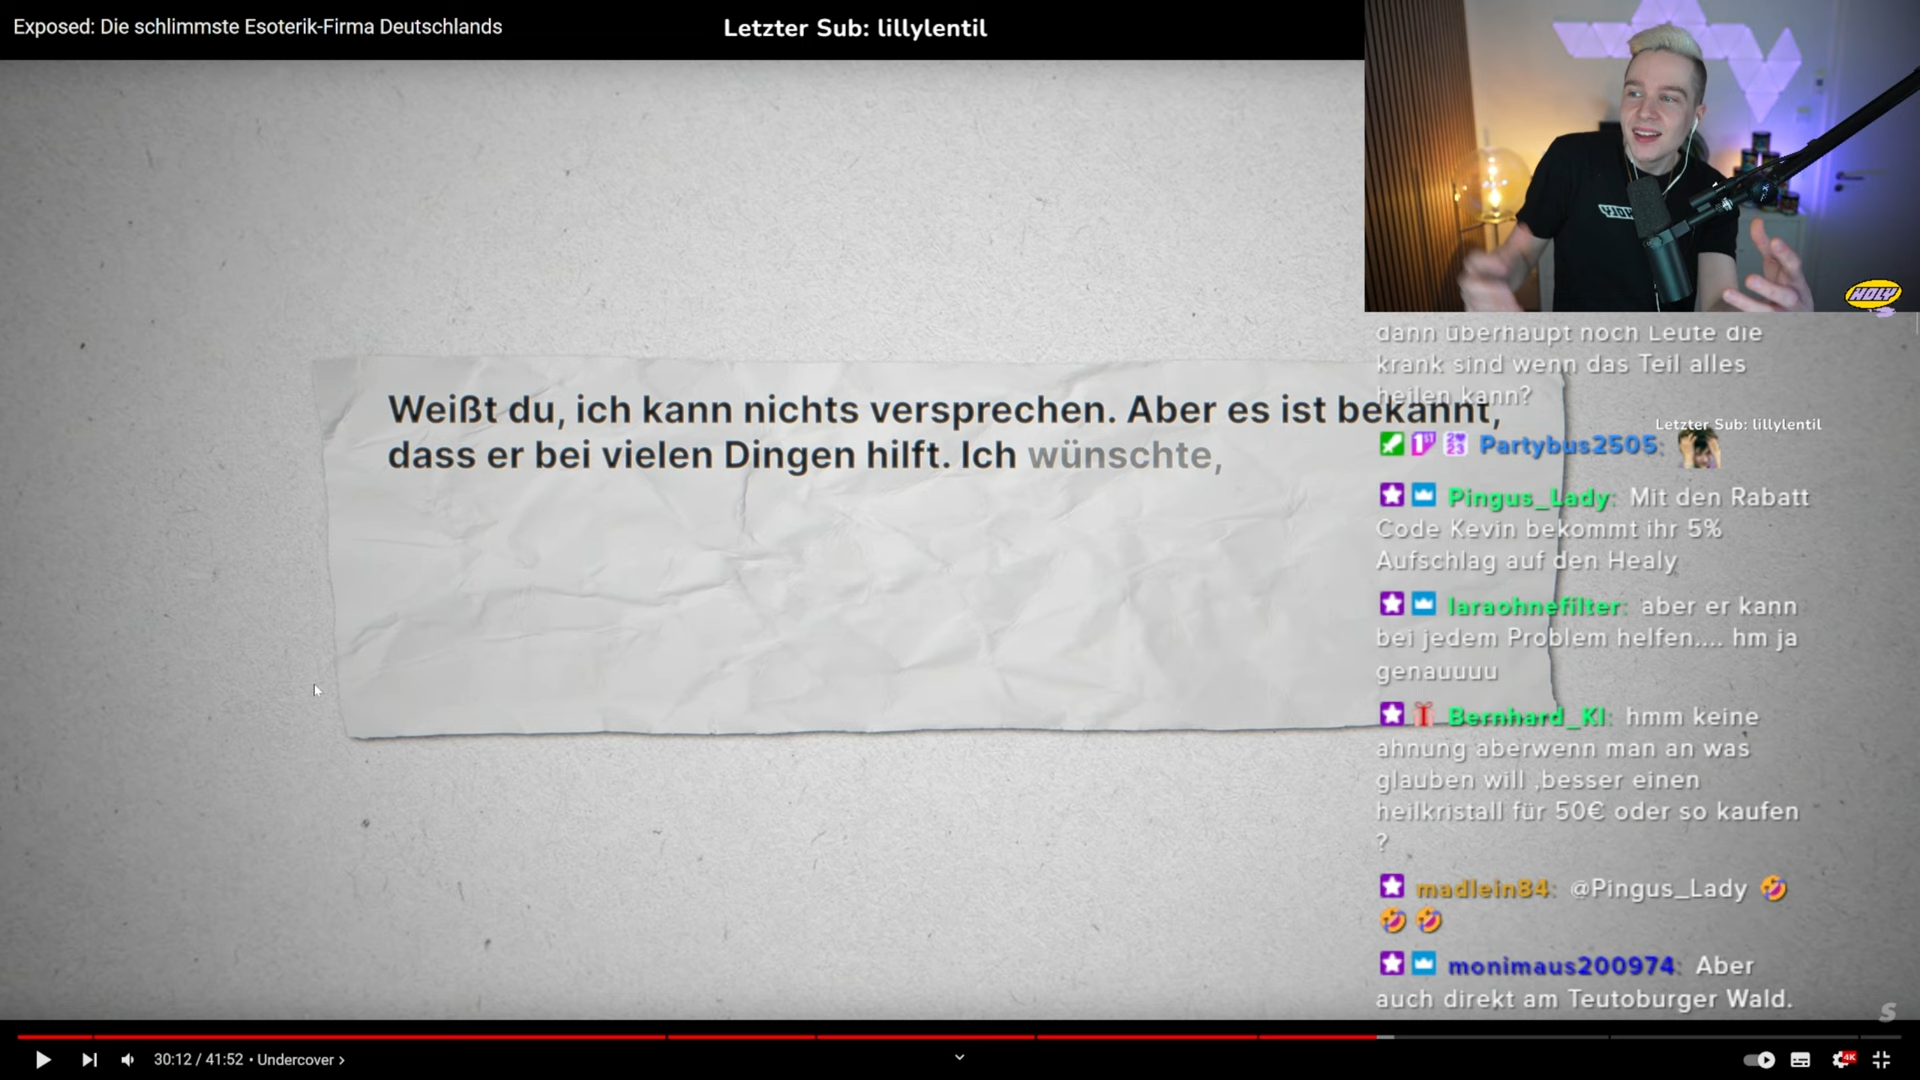 Exposed: Die schlimmste Esoterik-Firma Deutschlands
Letzter Sub: lillylentil
HOLY
Weißt du, ich kann nichts versprechen. Aber es ist bekannt,
dass er bei vielen Dingen hilft. Ich wünschte,
dann überhaupt noch Leute die
krank sind wenn das Teil alles
heilen kann?
Letzter Sub: lillylentil
Partybus2505:
Pingus_Lady: Mit den Rabatt
Code Kevin bekommt ihr 5%
Aufschlag auf den Healy
laraohnefilter: aber er kann
bei jedem Problem helfen.... hm ja
genauuuu
Bernhard_Kl: hmm keine
ahnung aberwenn man an was
glauben will ,besser einen
heilkristall für 50€ oder so kaufen
?
madlein84: @Pingus_Lady 🤣
🤣 🤣
monimaus200974: Aber
auch direkt am Teutoburger Wald.
S
30:12 / 41:52 • Undercover ›
4K